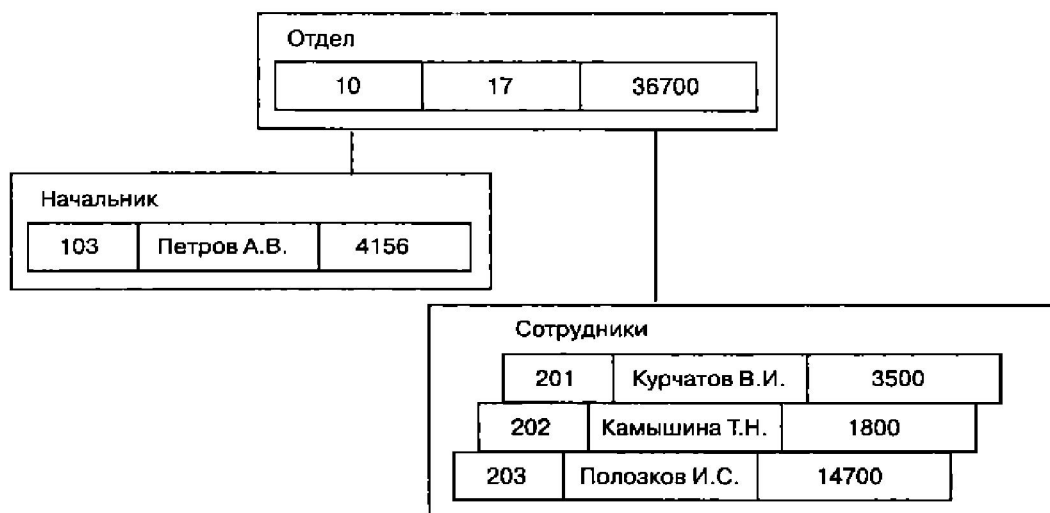 Отдел
10 17 36700
Начальник
103 Петров А.В. 4156
Сотрудники
201 Курчатов В.И. 3500
202 Камышина Т.Н. 1800
203 Полозков И.С. 14700